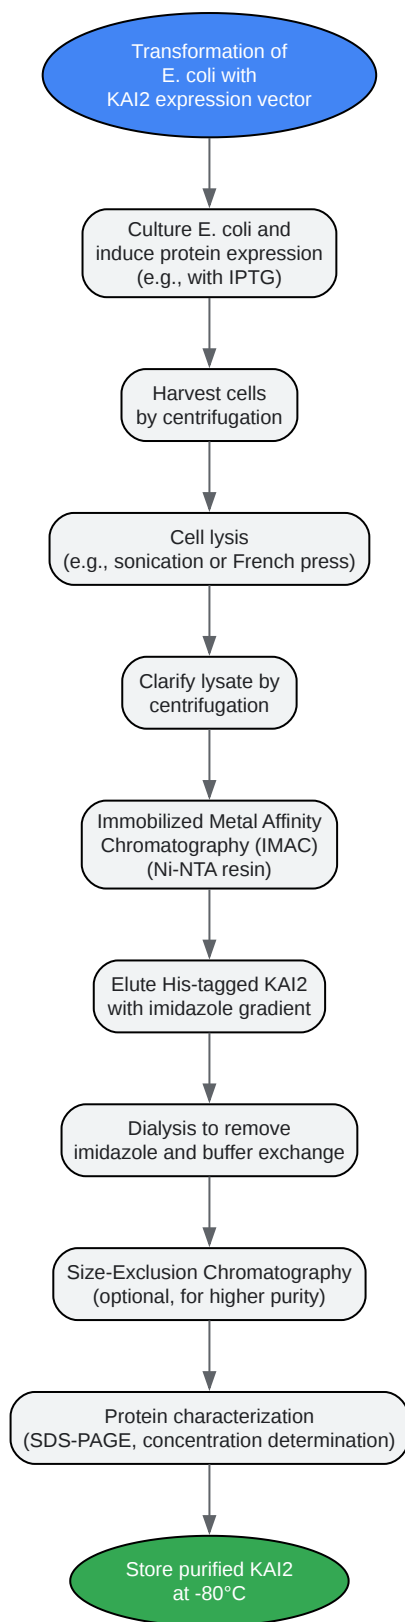 Transformation of
E. coli with
KAI2 expression vector
Culture E. coli and
induce protein expression
(e.g., with IPTG)
Harvest cells
by centrifugation
Cell lysis
(e.g., sonication or French press)
Clarify lysate by
centrifugation
Immobilized Metal Affinity
Chromatography (IMAC)
(Ni-NTA resin)
Elute His-tagged KAI2
with imidazole gradient
Dialysis to remove
imidazole and buffer exchange
Size-Exclusion Chromatography
(optional, for higher purity)
Protein characterization
(SDS-PAGE, concentration determination)
Store purified KAI2
at -80°C